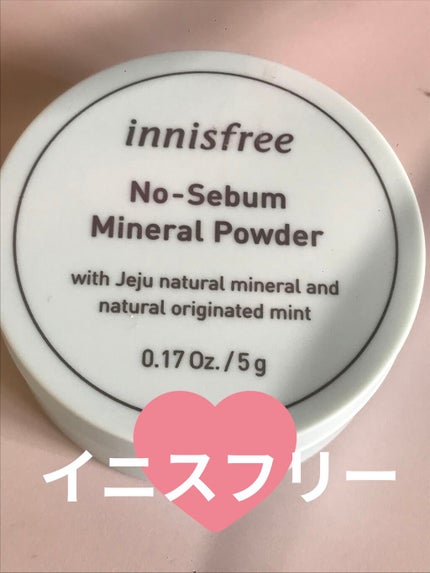 innisfree
No-Sebum
Mineral Powder
with Jeju natural mineral and
natural originated mint
0.17 Oz./5 g
イニスフリー